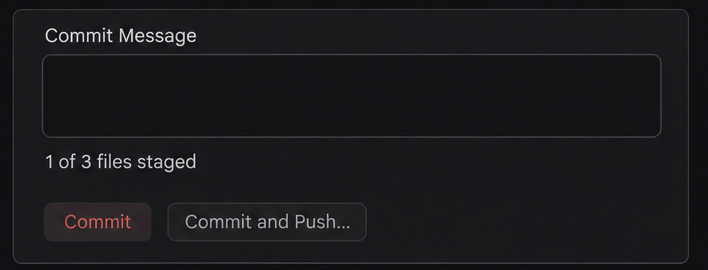 Commit Message
1 of 3 files staged
Commit
Commit and Push...